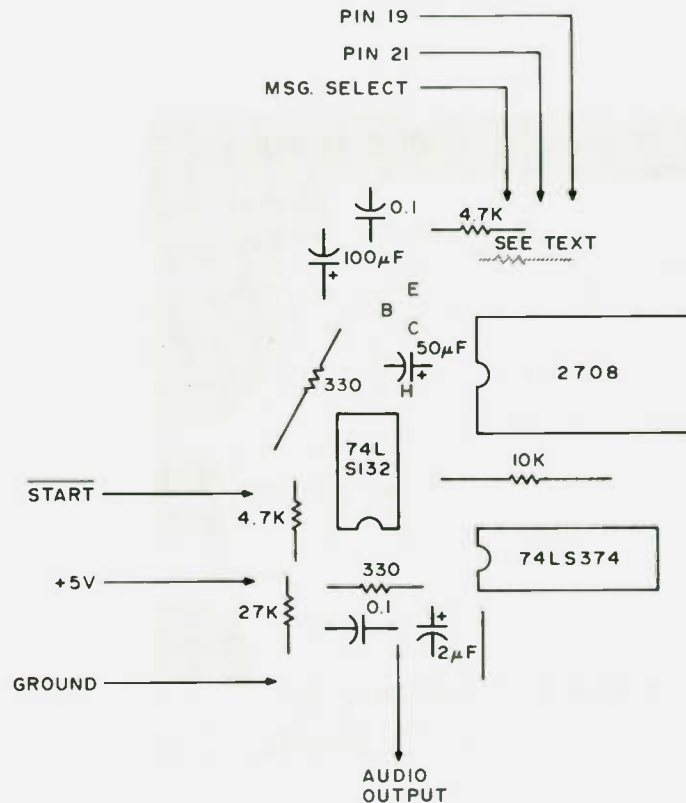 PIN 19
PIN 21
MSG. SELECT
0.1
4.7K
SEE TEXT
100µF
+
E
B
C
50µF
+
H
2708
330
74L
S132
10K
START
4.7K
74LS374
330
+5V
0.1
27K
+
2µF
GROUND
AUDIO
OUTPUT